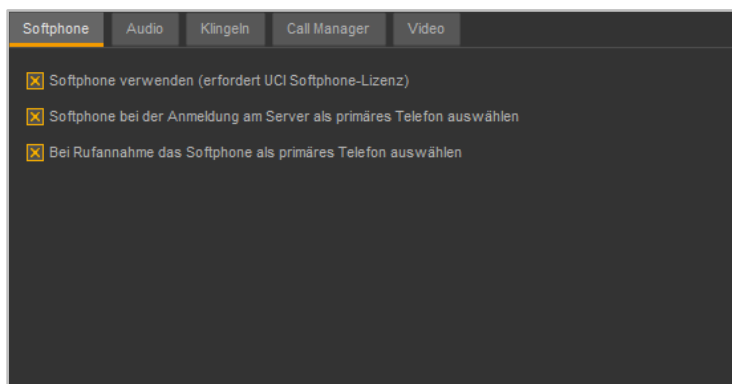 Softphone Audio Klingeln Call Manager Video
Softphone verwenden (erfordert UCI Softphone-Lizenz)
Softphone bei der Anmeldung am Server als primäres Telefon auswählen
Bei Rufannahme das Softphone als primäres Telefon auswählen